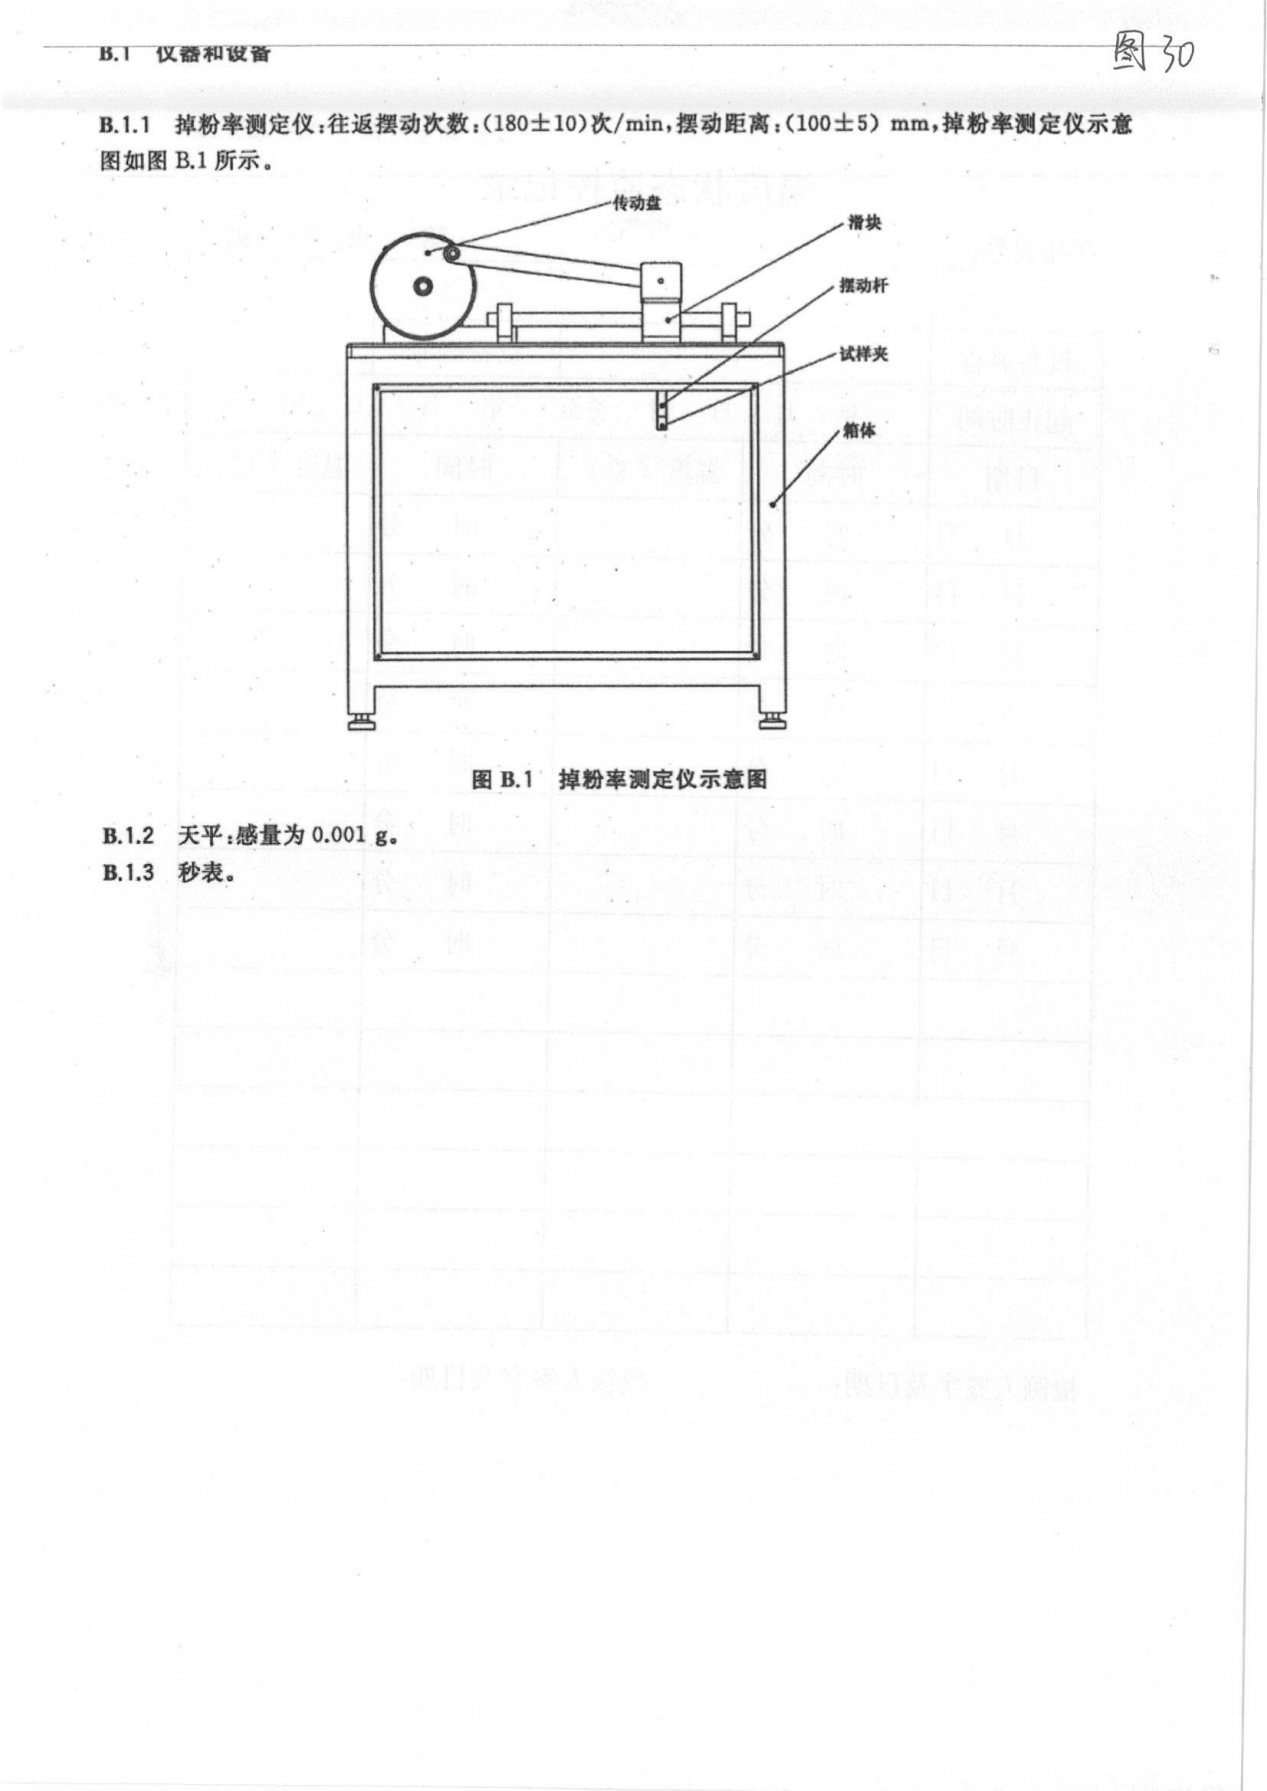 B.1 仪器和设备
图 30
B.1.1 掉粉率测定仪:往返摆动次数:(180±10)次/min,摆动距离:(100±5) mm,掉粉率测定仪示意
图如图 B.1 所示。
传动盘
滑块
摆动杆
试样夹
箱体
图 B.1 掉粉率测定仪示意图
B.1.2 天平:感量为 0.001 g。
B.1.3 秒表。